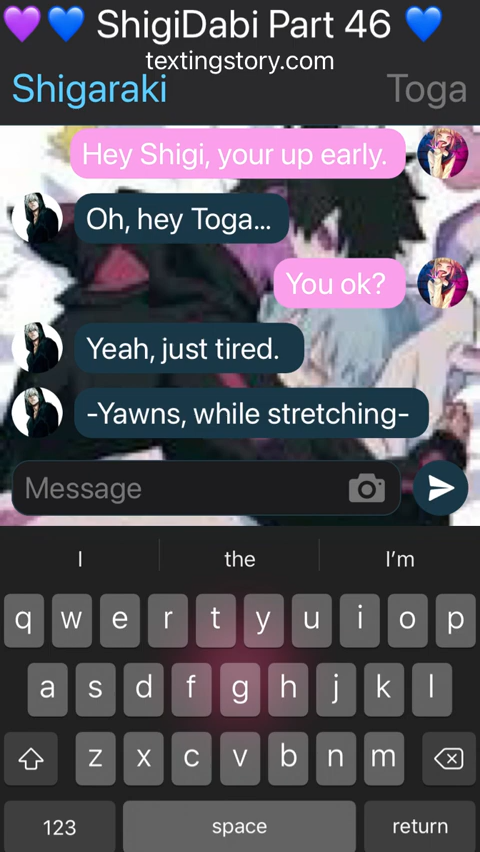 💜💙 ShigiDabi Part 46 💙
textingstory.com
Shigaraki Toga
Hey Shigi, your up early.
Oh, hey Toga...
You ok?
Yeah, just tired.
-Yawns, while stretching-
Message
I the I'm
q w e r t y u i o p
a s d f g h j k l
z x c v b n m
123 space return